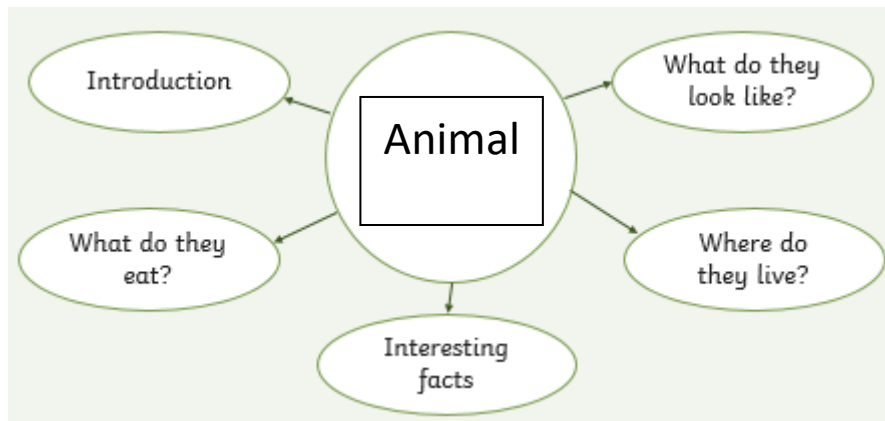 Animal
Introduction
What do they
look like?
What do they
eat?
Where do
they live?
Interesting
facts